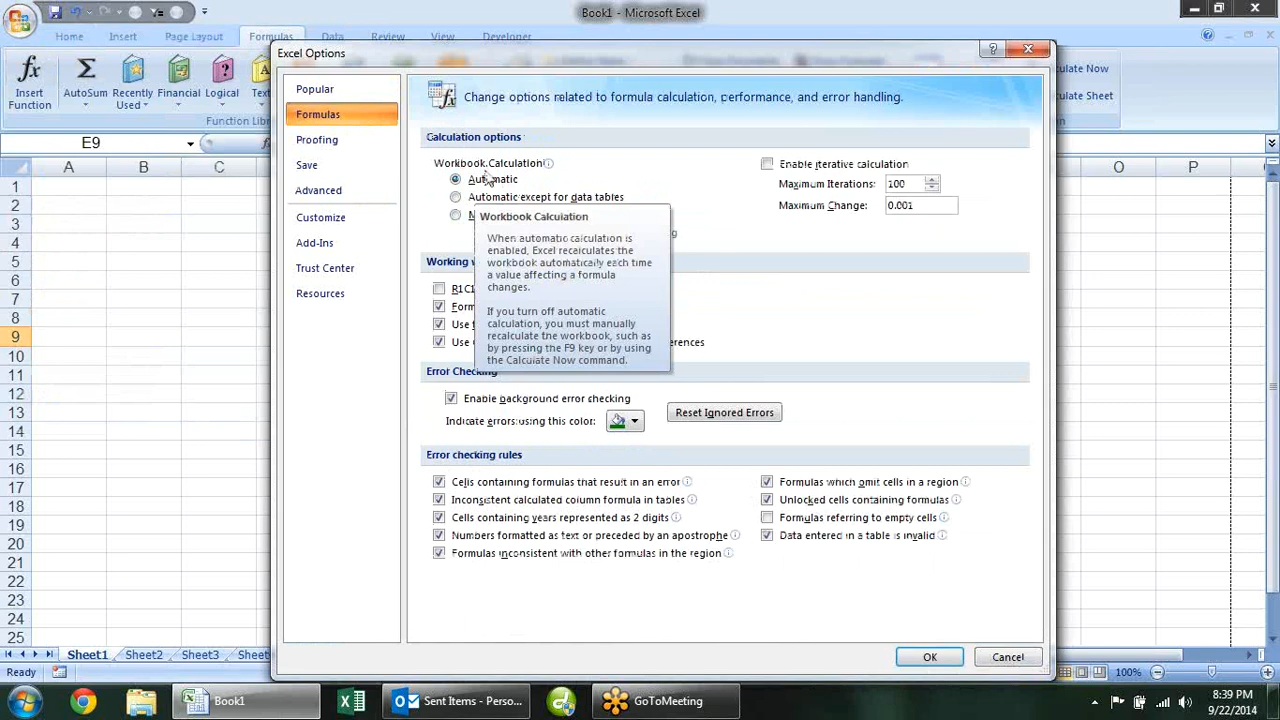 Book1 - Microsoft Excel
Home Insert Page Layout Formulas Data Review View Developer
Excel Options
Insert Function
AutoSum
Recently Used
Financial
Logical
Function
Calculate Sheet
E9
A B C O P
1
2
3
4
5
6
7
8
9
10
11
12
13
14
15
16
17
18
19
20
21
22
23
24
25
Popular
Formulas
Proofing
Save
Advanced
Customize
Add-Ins
Trust Center
Resources
Change options related to formula calculation, performance, and error handling.
Calculation options
Workbook Calculation
Automatic
Automatic except for data tables
Enable iterative calculation
Maximum Iterations: 100
Maximum Change: 0.001
Workbook Calculation
When automatic calculation is
enabled, Excel recalculates the
workbook automatically each time
a value affecting a formula
changes.
If you turn off automatic
calculation, you must manually
recalculate the workbook, such as
by pressing the F9 key or by using
the Calculate Now command.
Working
R1C1
Error Checking
Enable background error checking
Indicate errors using this color:
Reset Ignored Errors
Error checking rules
Cells containing formulas that result in an error
Inconsistent calculated column formula in tables
Cells containing years represented as 2 digits
Numbers formatted as text or preceded by an apostrophe
Formulas inconsistent with other formulas in the region
Formulas which omit cells in a region
Unlocked cells containing formulas
Formulas referring to empty cells
Data entered in a table is invalid
OK Cancel
Sheet1 Sheet2 Sheet3
Ready
100%
Book1
Sent Items - Perso...
GoToMeeting
8:39 PM
9/22/2014